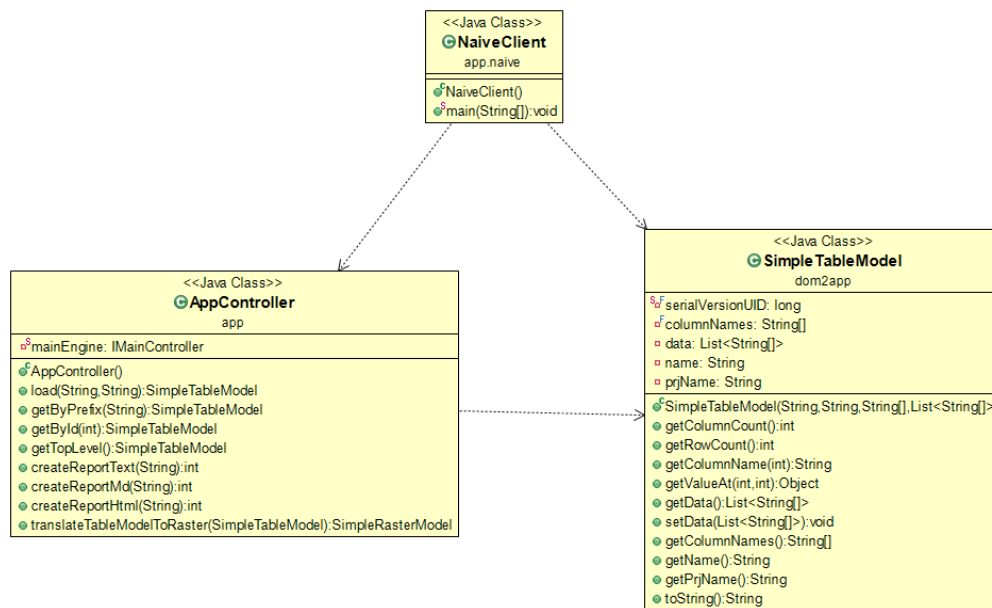 <<Java Class>>
NaiveClient
app.naive
NaiveClient()
main(String[]):void
<<Java Class>>
AppController
app
mainEngine: IMainController
AppController()
load(String,String):SimpleTableModel
getByPrefix(String):SimpleTableModel
getById(int):SimpleTableModel
getTopLevel():SimpleTableModel
createReportText(String):int
createReportMd(String):int
createReportHtml(String):int
translateTableModelToRaster(SimpleTableModel):SimpleRasterModel
<<Java Class>>
SimpleTableModel
dom2app
serialVersionUID: long
columnNames: String[]
data: List<String[]>
name: String
prjName: String
SimpleTableModel(String,String,String[],List<String[]>
getColumnCount():int
getRowCount():int
getColumnName(int):String
getValueAt(int,int):Object
getData():List<String[]>
setData(List<String[]>):void
getColumnNames():String[]
getName():String
getPrjName():String
toString():String